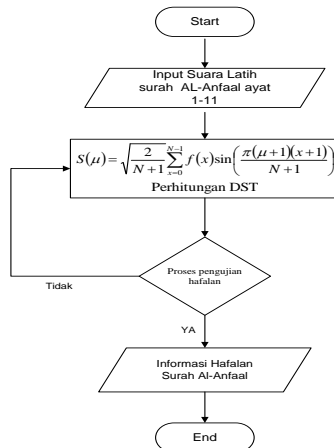 Start
Input Suara Latih
surah AL-Anfaal ayat
1-11
S(μ) = √(2/(N+1)) ∑_{x=0}^{N-1} f(x) sin(π(μ+1)(x+1)/(N+1))
Perhitungan DST
Proses pengujian
hafalan
Tidak
YA
Informasi Hafalan
Surah Al-Anfaal
End